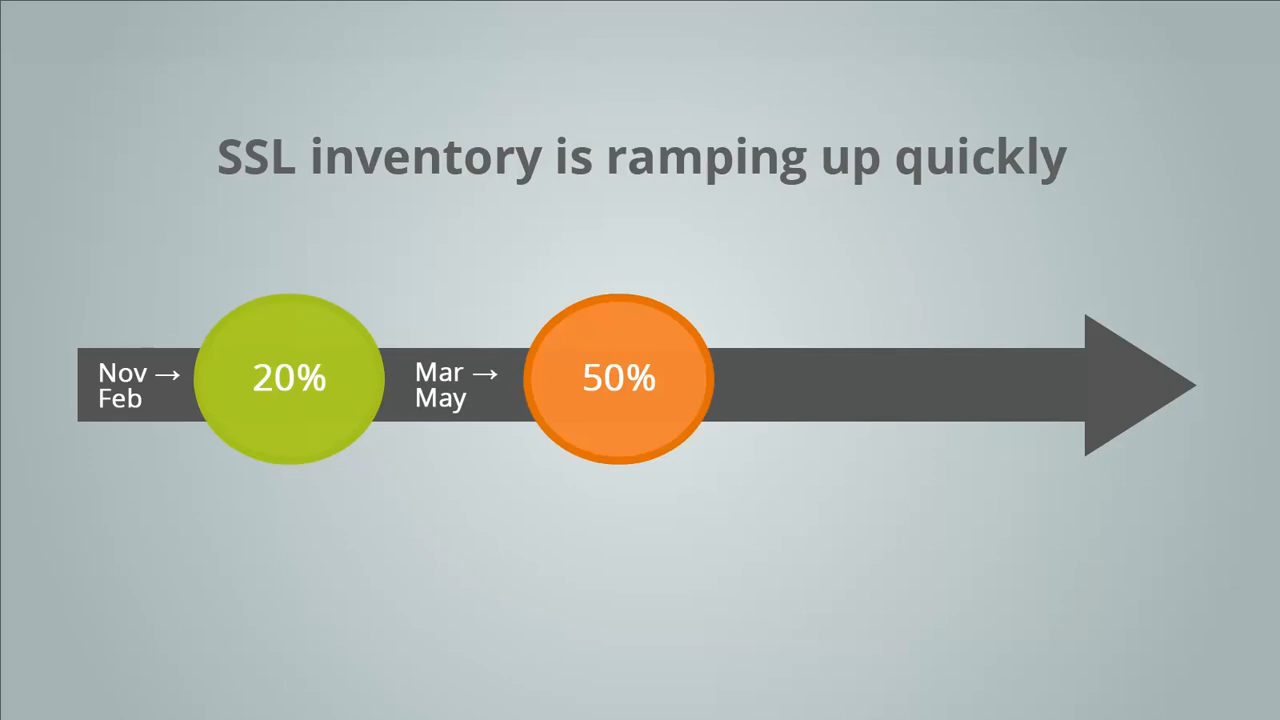 SSL inventory is ramping up quickly
Nov →
Feb
20%
Mar →
May
50%